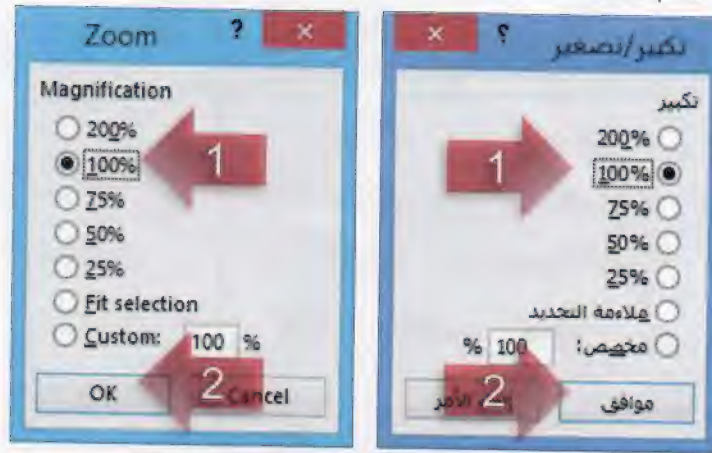 Zoom ? ×
Magnification
200%
100%
75%
50%
25%
Fit selection
Custom: 100 %
OK
Cancel
1
2
تكبير/تصغير ؟ ×
تكبير
200%
100%
75%
50%
25%
ملاءمة التحديد
مخصص: 100 %
موافق
الأمر
1
2